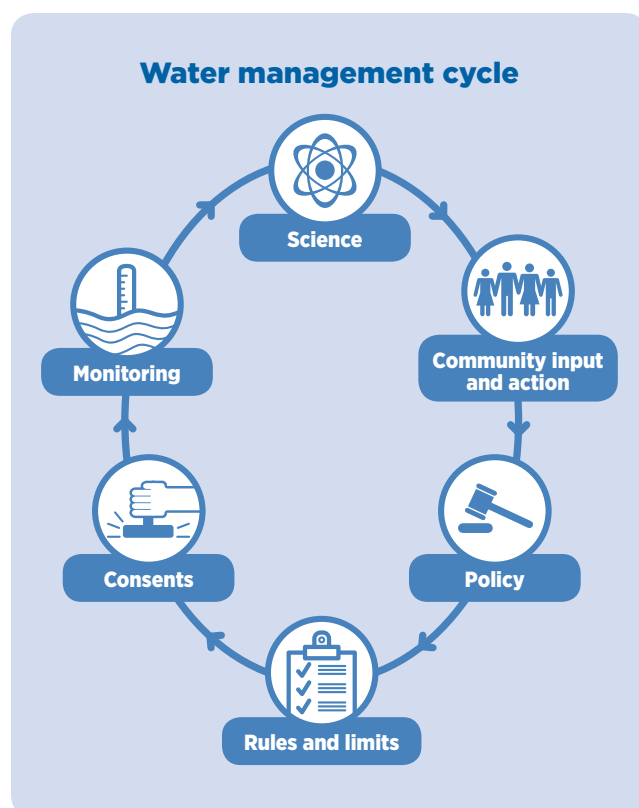 Water management cycle
Science
Community input
and action
Policy
Rules and limits
Consents
Monitoring